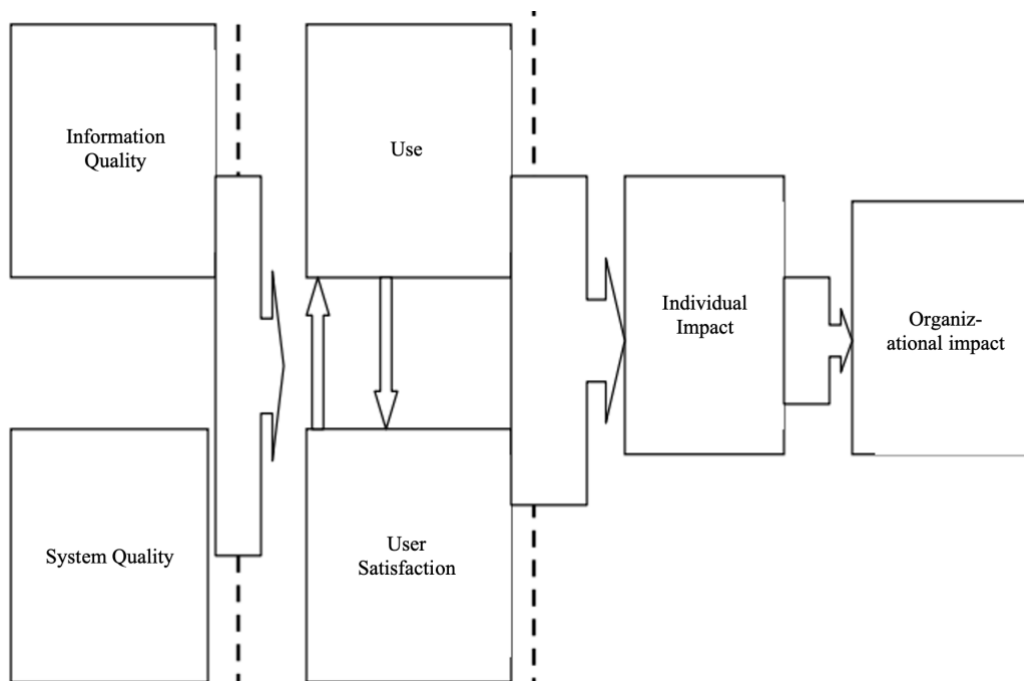 Information
Quality
Use
Individual
Impact
Organiz-
ational impact
System Quality
User
Satisfaction